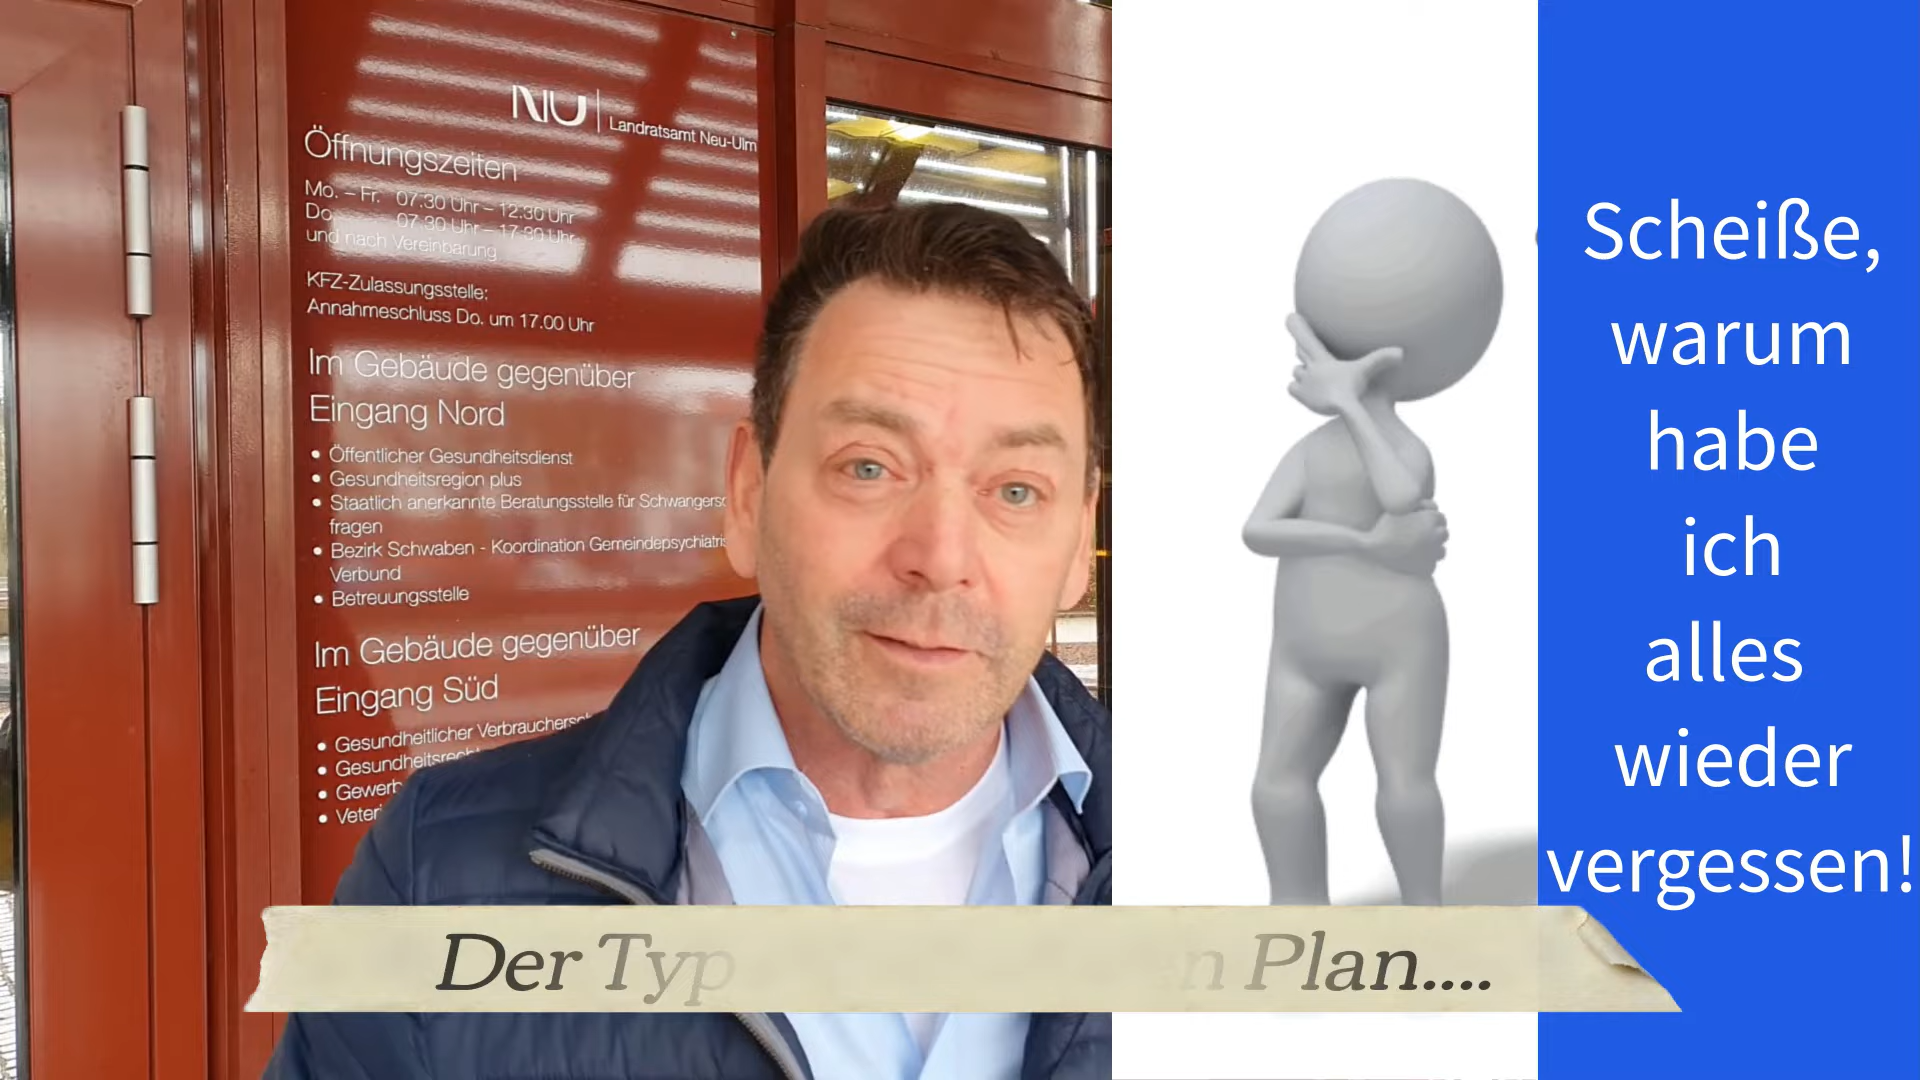 NU | Landratsamt Neu-Ulm
Öffnungszeiten
Mo. – Fr. 07.30 Uhr – 12:30 Uhr
Do. 07.30 Uhr – 17:30 Uhr
und nach Vereinbarung
KFZ-Zulassungsstelle:
Annahmeschluss Do. um 17.00 Uhr
Im Gebäude gegenüber
Eingang Nord
• Öffentlicher Gesundheitsdienst
• Gesundheitsregion plus
• Staatlich anerkannte Beratungsstelle für
fragen
• Bezirk Schwaben - Koordination
Verbund
• Betreuungsstelle
Im Gebäude gegenüber
Eingang Süd
• Gesundheitlicher
Scheiße,
warum
habe
ich
alles
wieder
vergessen!
Der Typ Plan....